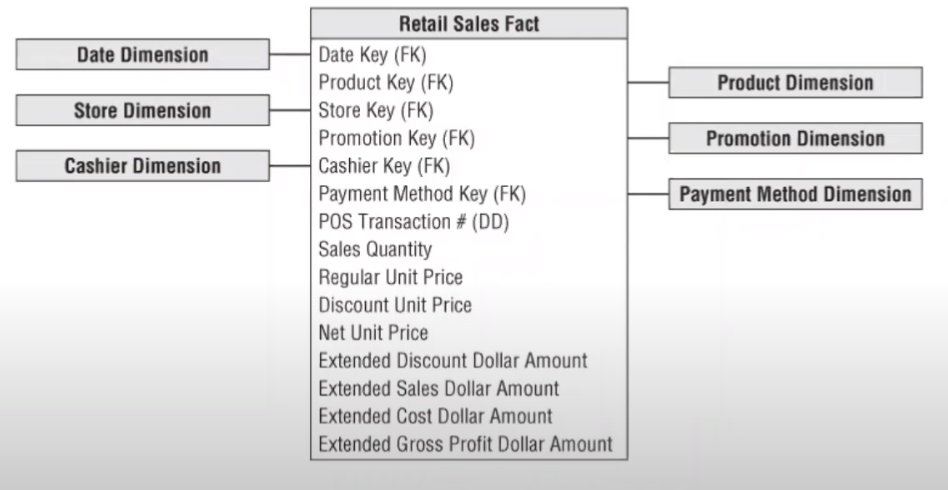 Retail Sales Fact
Date Dimension
Date Key (FK)
Product Key (FK)
Product Dimension
Store Dimension
Store Key (FK)
Promotion Key (FK)
Promotion Dimension
Cashier Dimension
Cashier Key (FK)
Payment Method Key (FK)
Payment Method Dimension
POS Transaction # (DD)
Sales Quantity
Regular Unit Price
Discount Unit Price
Net Unit Price
Extended Discount Dollar Amount
Extended Sales Dollar Amount
Extended Cost Dollar Amount
Extended Gross Profit Dollar Amount